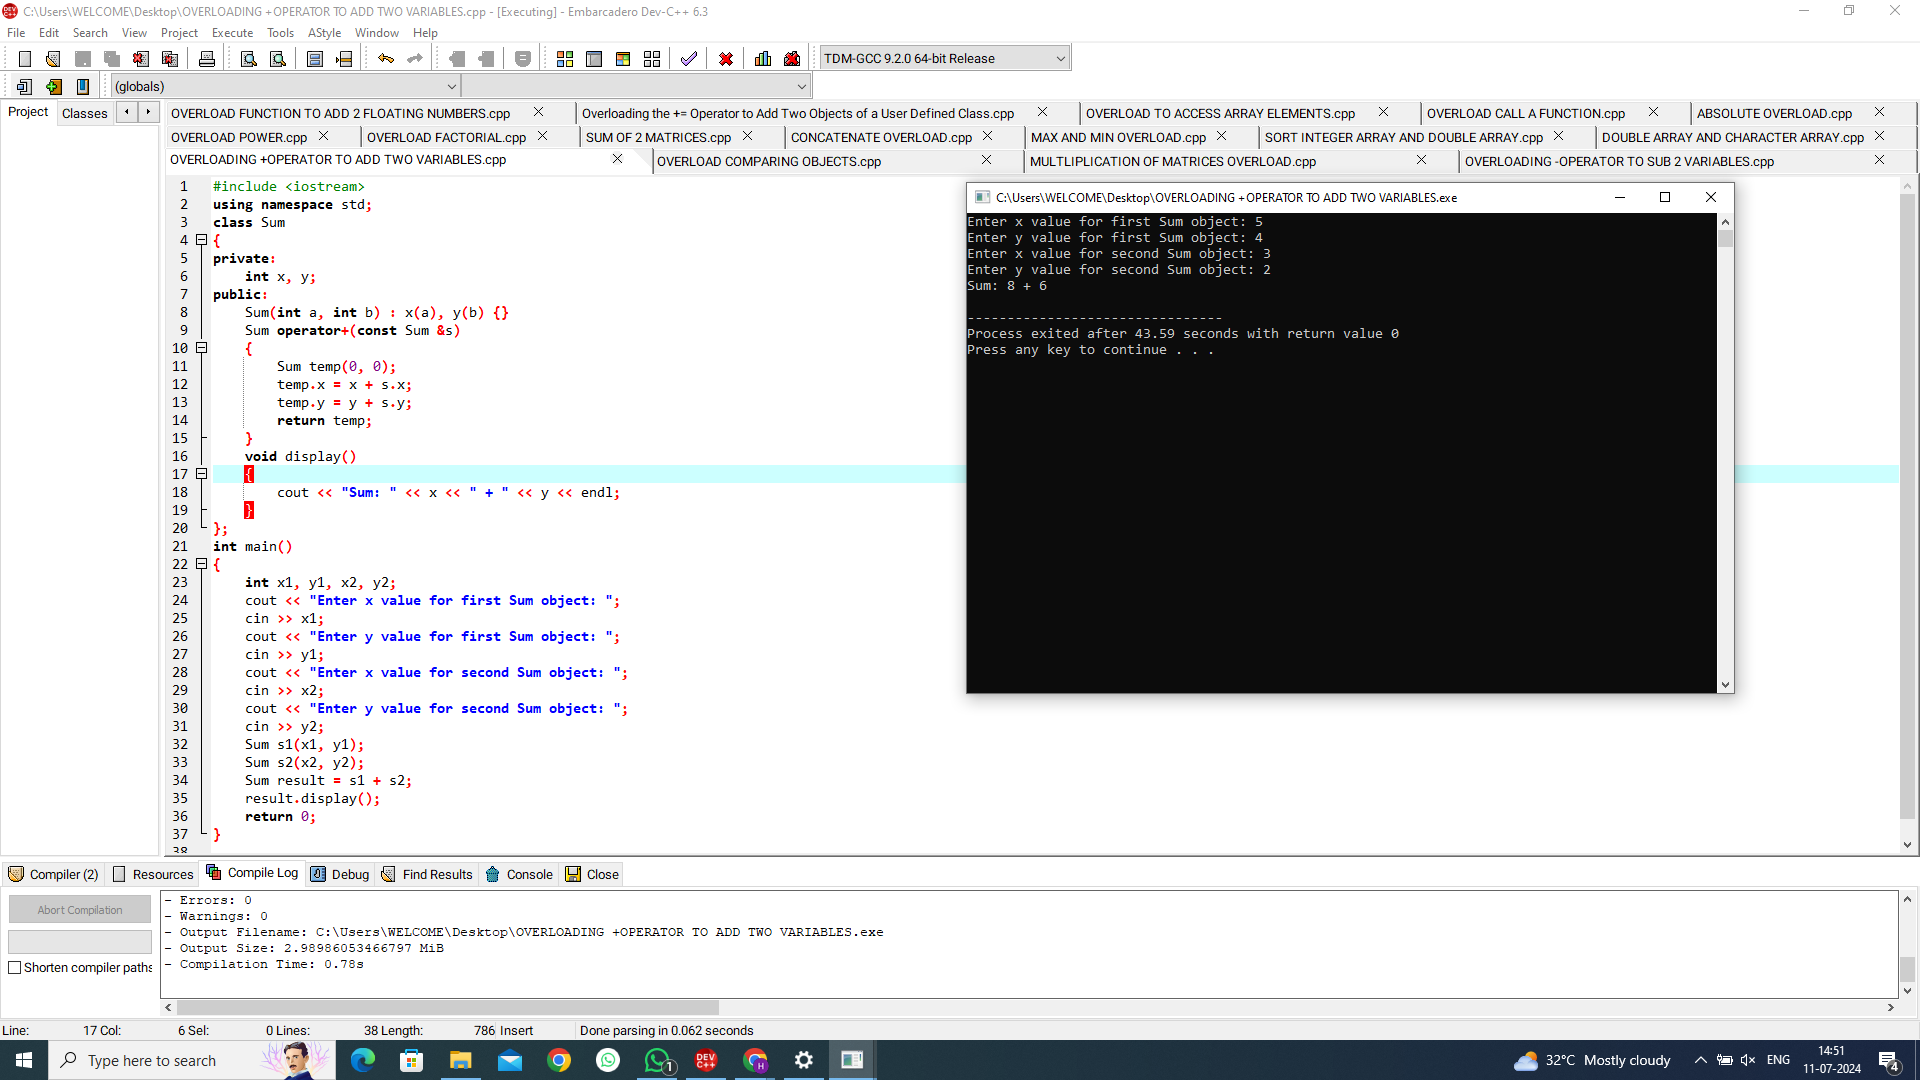 C:\Users\WELCOME\Desktop\OVERLOADING +OPERATOR TO ADD TWO VARIABLES.cpp - [Executing] - Embarcadero Dev-C++ 6.3
File Edit Search View Project Execute Tools AStyle Window Help
TDM-GCC 9.2.0 64-bit Release
(globals)
Project Classes
OVERLOAD FUNCTION TO ADD 2 FLOATING NUMBERS.cpp Overloading the += Operator to Add Two Objects of a User Defined Class.cpp OVERLOAD TO ACCESS ARRAY ELEMENTS.cpp OVERLOAD CALL A FUNCTION.cpp ABSOLUTE OVERLOAD.cpp
OVERLOAD POWER.cpp OVERLOAD FACTORIAL.cpp SUM OF 2 MATRICES.cpp CONCATENATE OVERLOAD.cpp MAX AND MIN OVERLOAD.cpp SORT INTEGER ARRAY AND DOUBLE ARRAY.cpp DOUBLE ARRAY AND CHARACTER ARRAY.cpp
OVERLOADING +OPERATOR TO ADD TWO VARIABLES.cpp OVERLOAD COMPARING OBJECTS.cpp MULTLIPLICATION OF MATRICES OVERLOAD.cpp OVERLOADING -OPERATOR TO SUB 2 VARIABLES.cpp
1 #include <iostream>
2 using namespace std;
3 class Sum
4 {
5 private:
6 int x, y;
7 public:
8 Sum(int a, int b) : x(a), y(b) {}
9 Sum operator+(const Sum &s)
10 {
11 Sum temp(0, 0);
12 temp.x = x + s.x;
13 temp.y = y + s.y;
14 return temp;
15 }
16 void display()
17 {
18 cout << "Sum: " << x << " + " << y << endl;
19 }
20 };
21 int main()
22 {
23 int x1, y1, x2, y2;
24 cout << "Enter x value for first Sum object: ";
25 cin >> x1;
26 cout << "Enter y value for first Sum object: ";
27 cin >> y1;
28 cout << "Enter x value for second Sum object: ";
29 cin >> x2;
30 cout << "Enter y value for second Sum object: ";
31 cin >> y2;
32 Sum s1(x1, y1);
33 Sum s2(x2, y2);
34 Sum result = s1 + s2;
35 result.display();
36 return 0;
37 }
38
C:\Users\WELCOME\Desktop\OVERLOADING +OPERATOR TO ADD TWO VARIABLES.exe
Enter x value for first Sum object: 5
Enter y value for first Sum object: 4
Enter x value for second Sum object: 3
Enter y value for second Sum object: 2
Sum: 8 + 6
--------------------------------
Process exited after 43.59 seconds with return value 0
Press any key to continue . . .
Compiler (2) Resources Compile Log Debug Find Results Console Close
Abort Compilation
Shorten compiler paths
- Errors: 0
- Warnings: 0
- Output Filename: C:\Users\WELCOME\Desktop\OVERLOADING +OPERATOR TO ADD TWO VARIABLES.exe
- Output Size: 2.98986053466797 MiB
- Compilation Time: 0.78s
Line: 17 Col: 6 Sel: 0 Lines: 38 Length: 786 Insert Done parsing in 0.062 seconds
Type here to search
DEV C++
1
H
32°C Mostly cloudy
ENG
14:51
11-07-2024
4